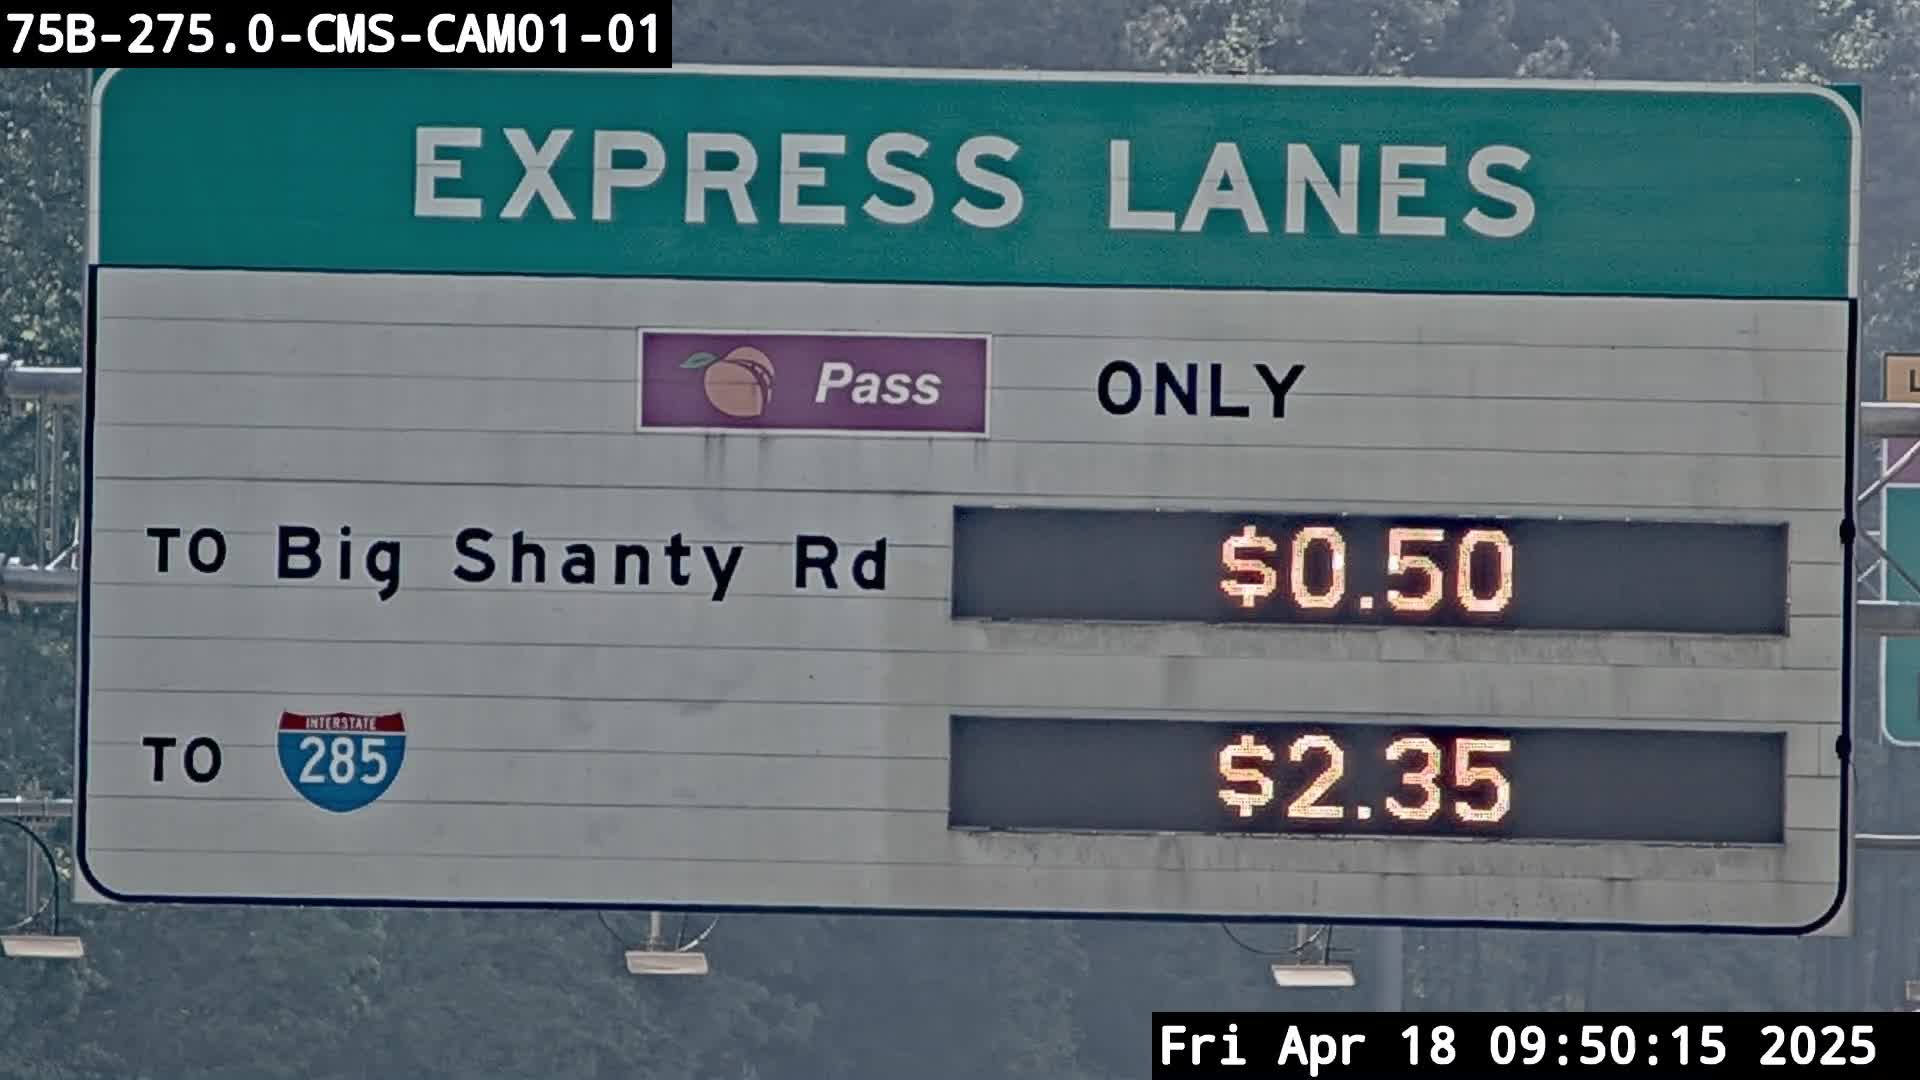 75B-275.0-CMS-CAM01-01
EXPRESS LANES
Pass ONLY
TO Big Shanty Rd $0.50
TO INTERSTATE 285 $2.35
Fri Apr 18 09:50:15 2025